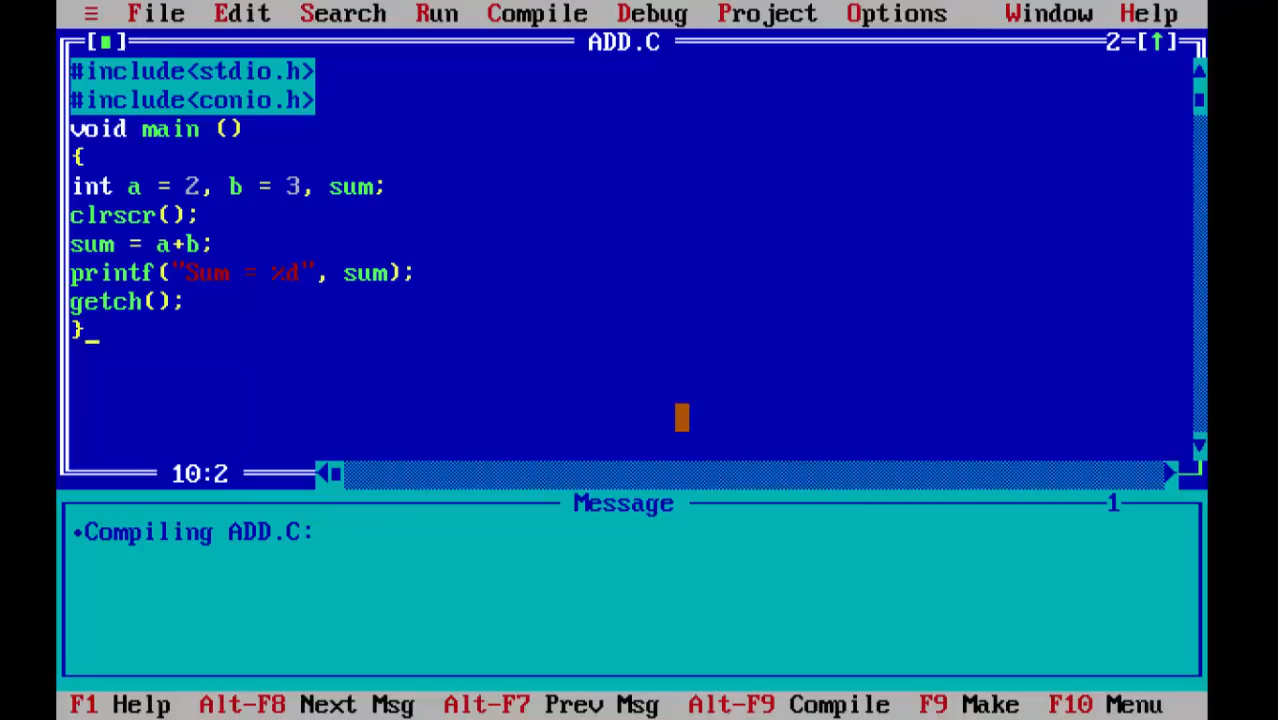 ≡ File Edit Search Run Compile Debug Project Options Window Help
[■] ADD.C 2=[↑]
#include<stdio.h>
#include<conio.h>
void main ()
{
int a = 2, b = 3, sum;
clrscr();
sum = a+b;
printf("Sum = %d", sum);
getch();
}_
10:2
Message 1
•Compiling ADD.C:
F1 Help Alt-F8 Next Msg Alt-F7 Prev Msg Alt-F9 Compile F9 Make F10 Menu